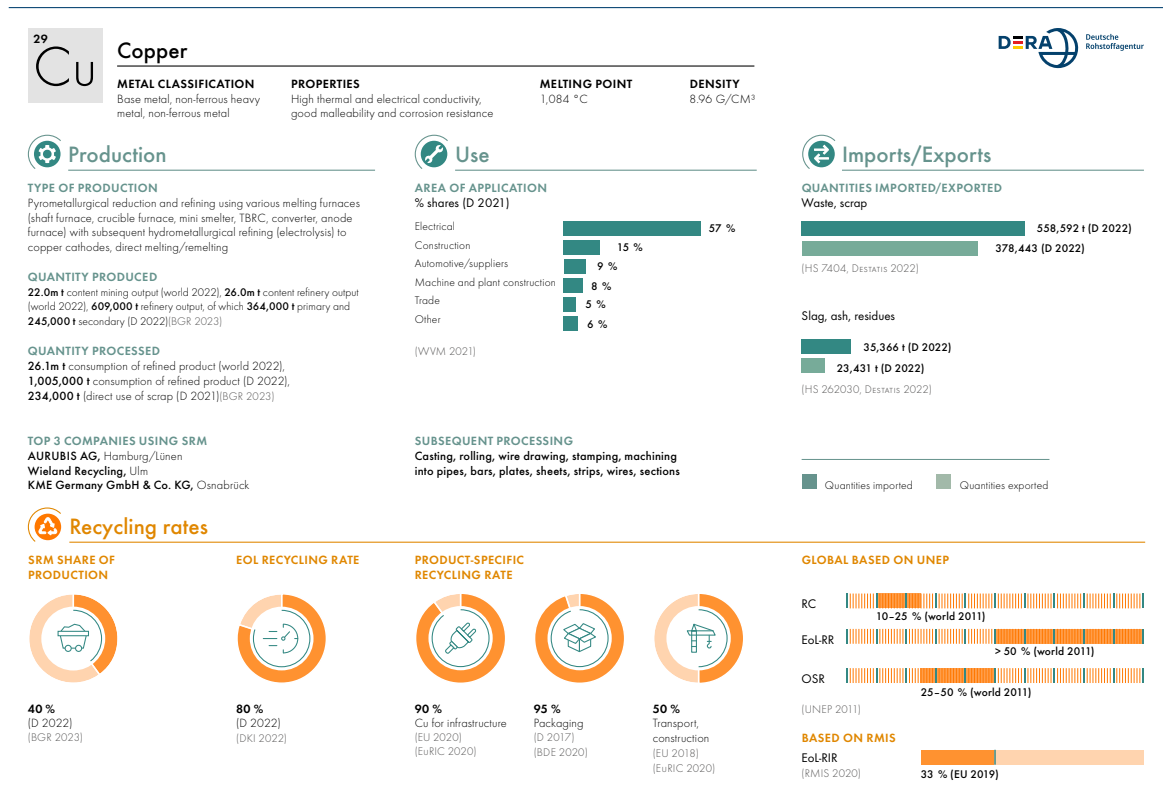 29
Cu
Copper
METAL CLASSIFICATION
Base metal, non-ferrous heavy
metal, non-ferrous metal
PROPERTIES
High thermal and electrical conductivity,
good malleability and corrosion resistance
MELTING POINT
1,084 °C
DENSITY
8.96 G/CM³
DERA
Deutsche
Rohstoffagentur
Production
TYPE OF PRODUCTION
Pyrometallurgical reduction and refining using various melting furnaces
(shaft furnace, crucible furnace, mini smelter, TBRC, converter, anode
furnace) with subsequent hydrometallurgical refining (electrolysis) to
copper cathodes, direct melting/remelting
QUANTITY PRODUCED
22.0m t content mining output (world 2022), 26.0m t content refinery output
(world 2022), 609,000 t refinery output, of which 364,000 t primary and
245,000 t secondary (D 2022)(BGR 2023)
QUANTITY PROCESSED
26.1m t consumption of refined product (world 2022),
1,005,000 t consumption of refined product (D 2022),
234,000 t (direct use of scrap (D 2021)(BGR 2023)
TOP 3 COMPANIES USING SRM
AURUBIS AG, Hamburg/Lünen
Wieland Recycling, Ulm
KME Germany GmbH & Co. KG, Osnabrück
Use
AREA OF APPLICATION
% shares (D 2021)
Electrical 57 %
Construction 15 %
Automotive/suppliers 9 %
Machine and plant construction 8 %
Trade 5 %
Other 6 %
(WVM 2021)
SUBSEQUENT PROCESSING
Casting, rolling, wire drawing, stamping, machining
into pipes, bars, plates, sheets, strips, wires, sections
Imports/Exports
QUANTITIES IMPORTED/EXPORTED
Waste, scrap
558,592 t (D 2022)
378,443 (D 2022)
(HS 7404, Destatis 2022)
Slag, ash, residues
35,366 t (D 2022)
23,431 t (D 2022)
(HS 262030, Destatis 2022)
Quantities imported
Quantities exported
Recycling rates
SRM SHARE OF
PRODUCTION
40 %
(D 2022)
(BGR 2023)
EOL RECYCLING RATE
80 %
(D 2022)
(DKI 2022)
PRODUCT-SPECIFIC
RECYCLING RATE
90 %
Cu for infrastructure
(EU 2020)
(EuRIC 2020)
95 %
Packaging
(D 2017)
(BDE 2020)
50 %
Transport,
construction
(EU 2018)
(EuRIC 2020)
GLOBAL BASED ON UNEP
RC
10–25 % (world 2011)
EoL-RR
> 50 % (world 2011)
OSR
25–50 % (world 2011)
(UNEP 2011)
BASED ON RMIS
EoL-RIR
(RMIS 2020)
33 % (EU 2019)